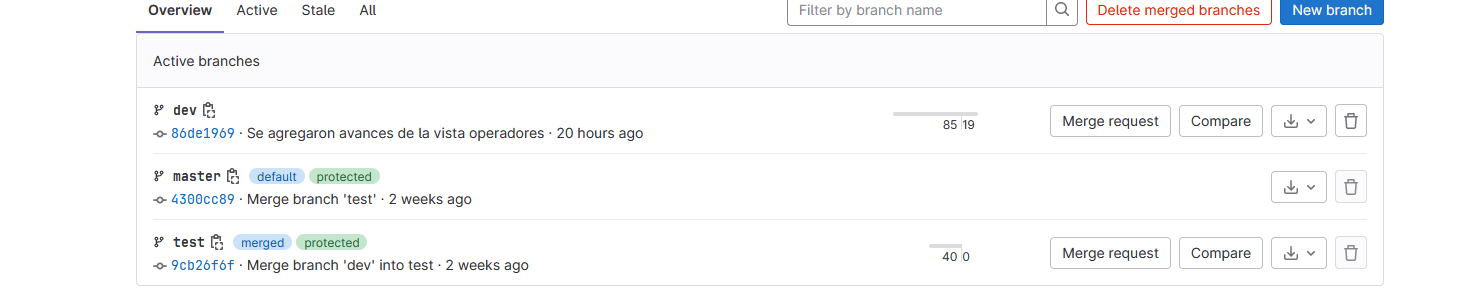 Overview Active Stale All Filter by branch name Delete merged branches New branch
Active branches
dev
86de1969 · Se agregaron avances de la vista operadores · 20 hours ago
85 19
Merge request Compare
master default protected
4300cc89 · Merge branch 'test' · 2 weeks ago
test merged protected
9cb26f6f · Merge branch 'dev' into test · 2 weeks ago
40 0
Merge request Compare